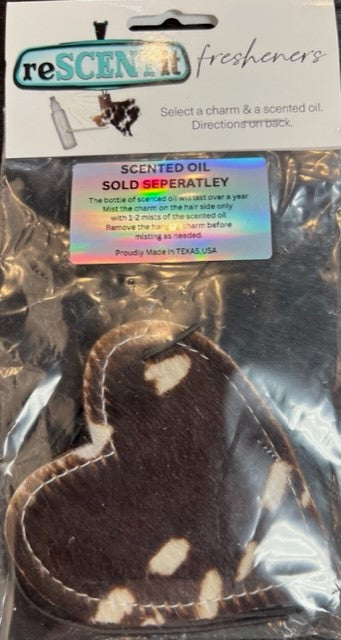 reSCENTit fresheners
Select a charm & a scented oil.
Directions on back.
SCENTED OIL
SOLD SEPERATLEY
The bottle of scented oil will last over a year
Mist the charm on the hair side only
with 1-2 mists of the scented oil.
Remove the hanging charm before
misting as needed.
Proudly Made in TEXAS,USA